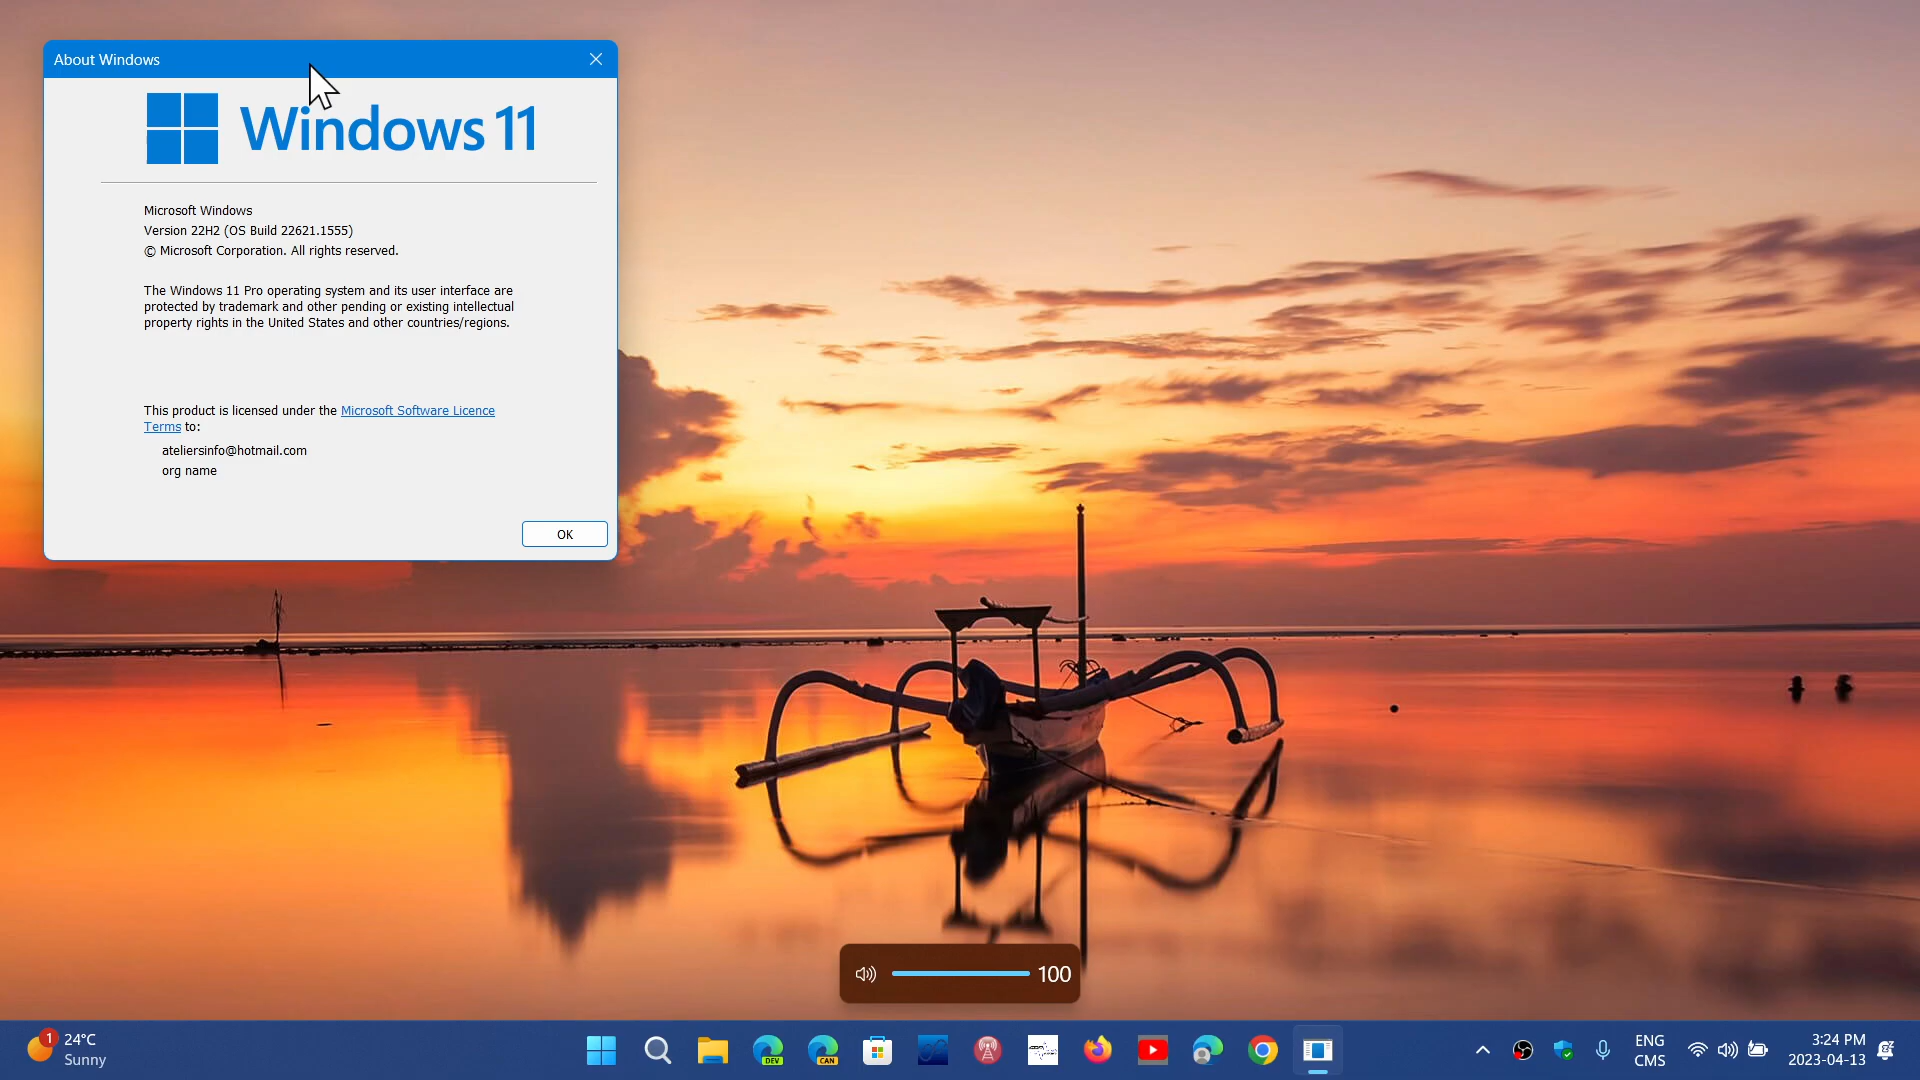 About Windows
Windows 11
Microsoft Windows
Version 22H2 (OS Build 22621.1555)
© Microsoft Corporation. All rights reserved.
The Windows 11 Pro operating system and its user interface are
protected by trademark and other pending or existing intellectual
property rights in the United States and other countries/regions.
This product is licensed under the Microsoft Software Licence
Terms to:
ateliersinfo@hotmail.com
org name
OK
100
1
24°C
Sunny
DEV
CAN
ENG
CMS
3:24 PM
2023-04-13